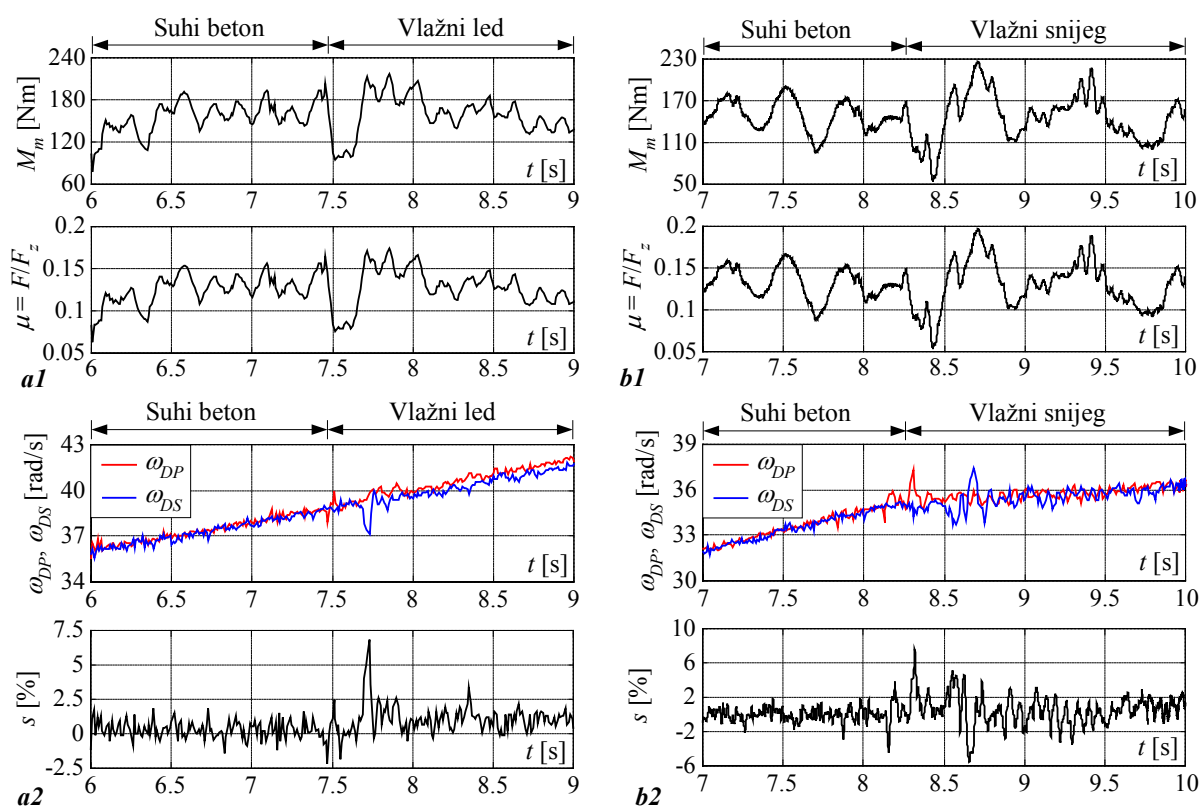 Suhi beton Vlažni led
240
180
120
60
M_m [Nm]
t [s]
6 6.5 7 7.5 8 8.5 9
0.2
0.15
0.1
0.05
μ = F/F_z
t [s]
6 6.5 7 7.5 8 8.5 9
a1
Suhi beton Vlažni snijeg
230
170
110
50
M_m [Nm]
t [s]
7 7.5 8 8.5 9 9.5 10
0.2
0.15
0.1
0.05
μ = F/F_z
t [s]
7 7.5 8 8.5 9 9.5 10
b1
Suhi beton Vlažni led
43
40
37
34
ω_DP, ω_DS [rad/s]
ω_DP
ω_DS
t [s]
6 6.5 7 7.5 8 8.5 9
7.5
5
2.5
0
-2.5
s [%]
t [s]
6 6.5 7 7.5 8 8.5 9
a2
Suhi beton Vlažni snijeg
39
36
33
30
ω_DP, ω_DS [rad/s]
ω_DP
ω_DS
t [s]
7 7.5 8 8.5 9 9.5 10
10
6
2
-2
-6
s [%]
t [s]
7 7.5 8 8.5 9 9.5 10
b2